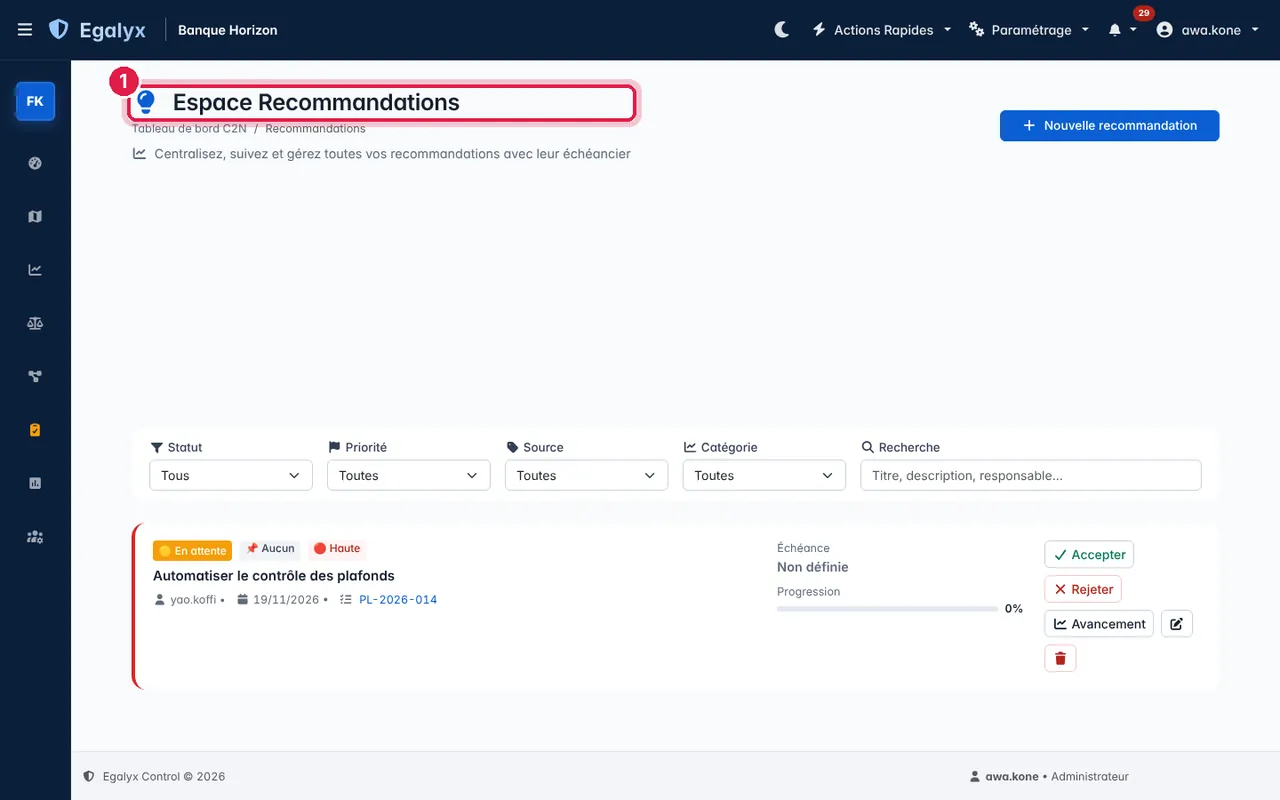 Egalyx
Banque Horizon
Actions Rapides
Paramétrage
29
awa.kone
FK
1
Espace Recommandations
Tableau de bord C2N / Recommandations
Centralisez, suivez et gérez toutes vos recommandations avec leur échéancier
+ Nouvelle recommandation
Statut
Priorité
Source
Catégorie
Recherche
Tous
Toutes
Toutes
Toutes
Titre, description, responsable...
En attente
Aucun
Haute
Automatiser le contrôle des plafonds
yao.koffi •
19/11/2026 •
PL-2026-014
Échéance
Non définie
Progression
0%
Accepter
Rejeter
Avancement
Egalyx Control © 2026
awa.kone • Administrateur